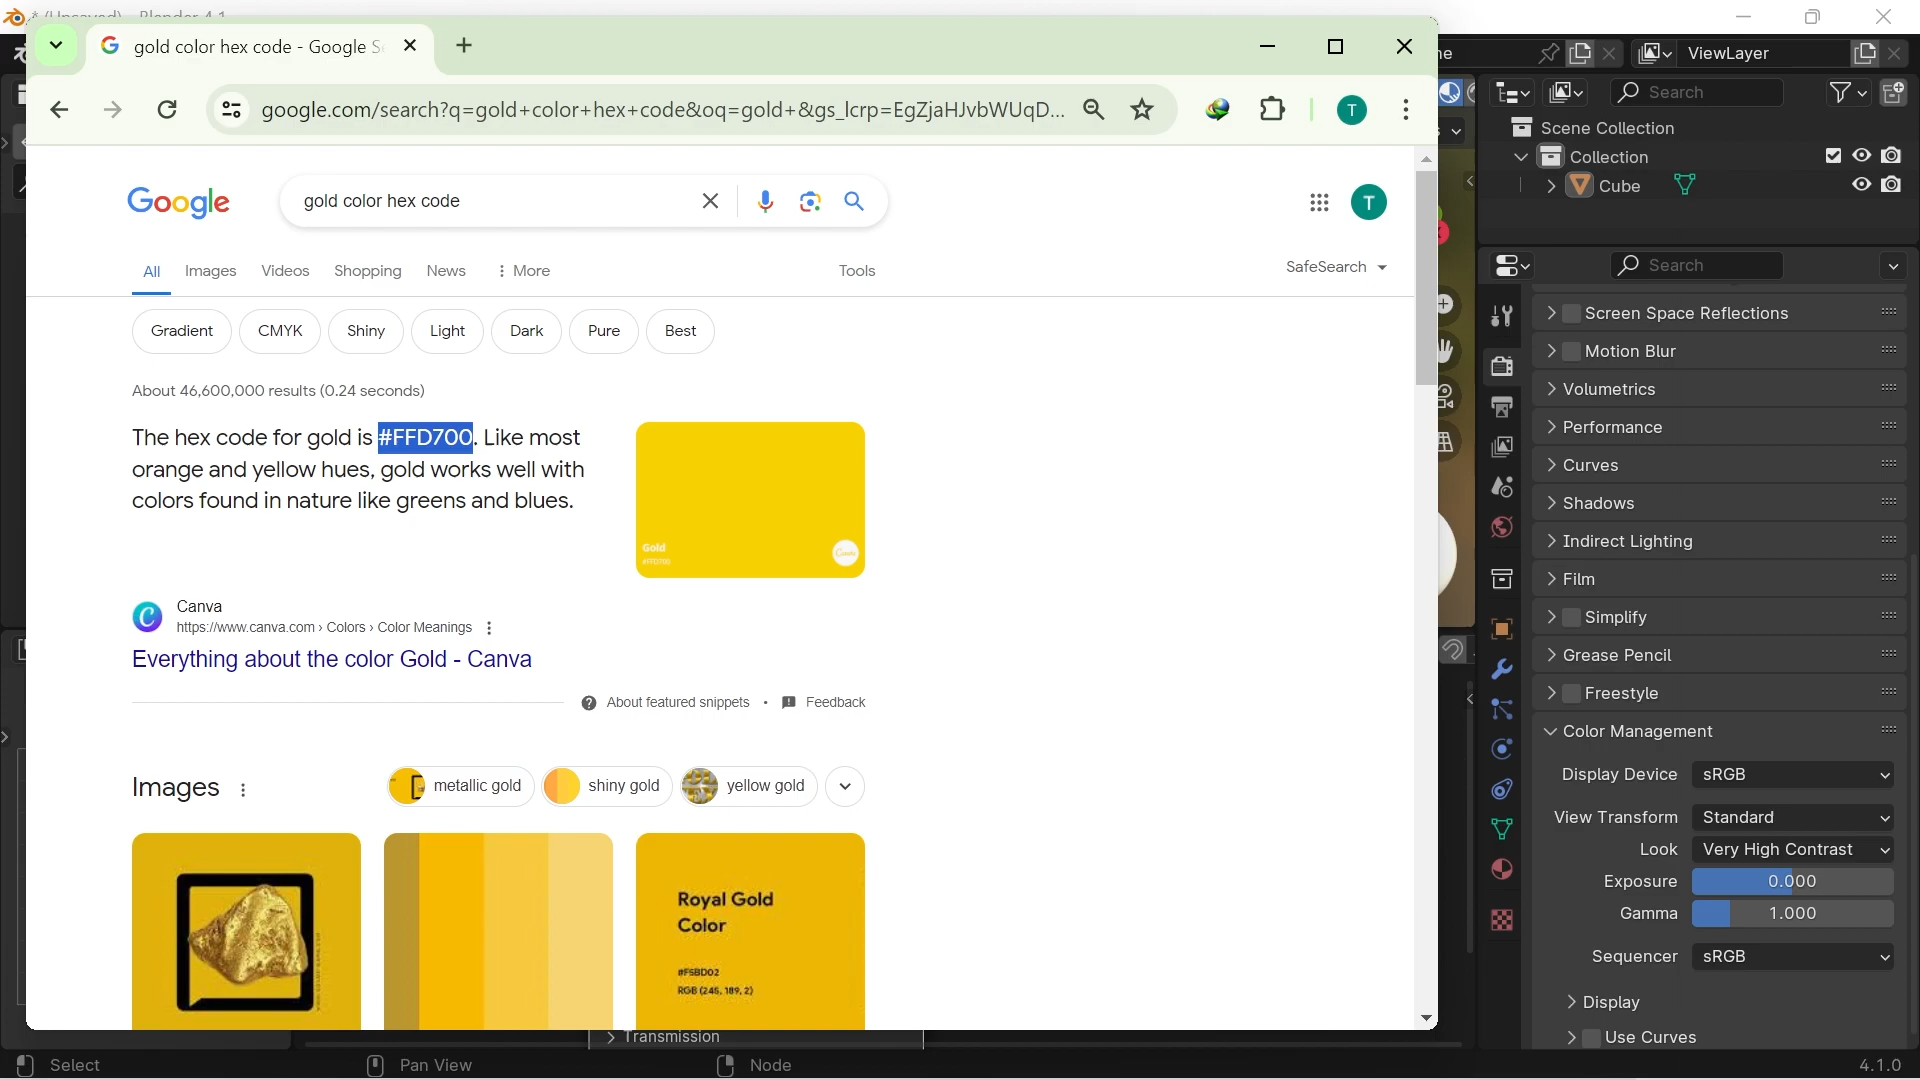 gold color hex code - Google S
ViewLayer
google.com/search?q=gold+color+hex+code&oq=gold+&gs_lcrp=EgZjaHJvbWUqD...
T
Search
Scene Collection
Collection
Cube
Google
gold color hex code
T
All
Images
Videos
Shopping
News
More
Tools
SafeSearch
Search
Gradient
CMYK
Shiny
Light
Dark
Pure
Best
About 46,600,000 results (0.24 seconds)
The hex code for gold is #FFD700. Like most
orange and yellow hues, gold works well with
colors found in nature like greens and blues.
Gold
#FFD700
Canva
Canva
https://www.canva.com › Colors › Color Meanings
Everything about the color Gold - Canva
About featured snippets
•
Feedback
Images
metallic gold
shiny gold
yellow gold
Royal Gold
Color
#F5BD02
RGB (245, 189, 2)
Screen Space Reflections
Motion Blur
Volumetrics
Performance
Curves
Shadows
Indirect Lighting
Film
Simplify
Grease Pencil
Freestyle
Color Management
Display Device
sRGB
View Transform
Standard
Look
Very High Contrast
Exposure
0.000
Gamma
1.000
Sequencer
sRGB
Display
Use Curves
Transmission
Select
Pan View
Node
4.1.0